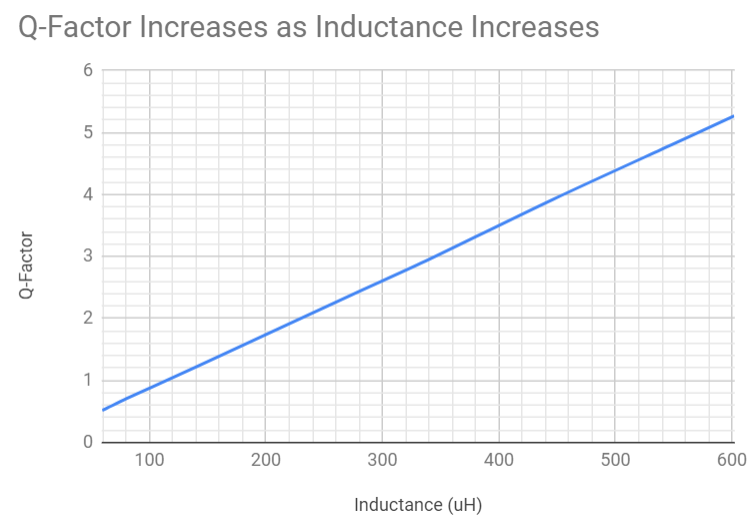 Q-Factor Increases as Inductance Increases
6
5
4
3
2
1
0
Q-Factor
100 200 300 400 500 600
Inductance (uH)